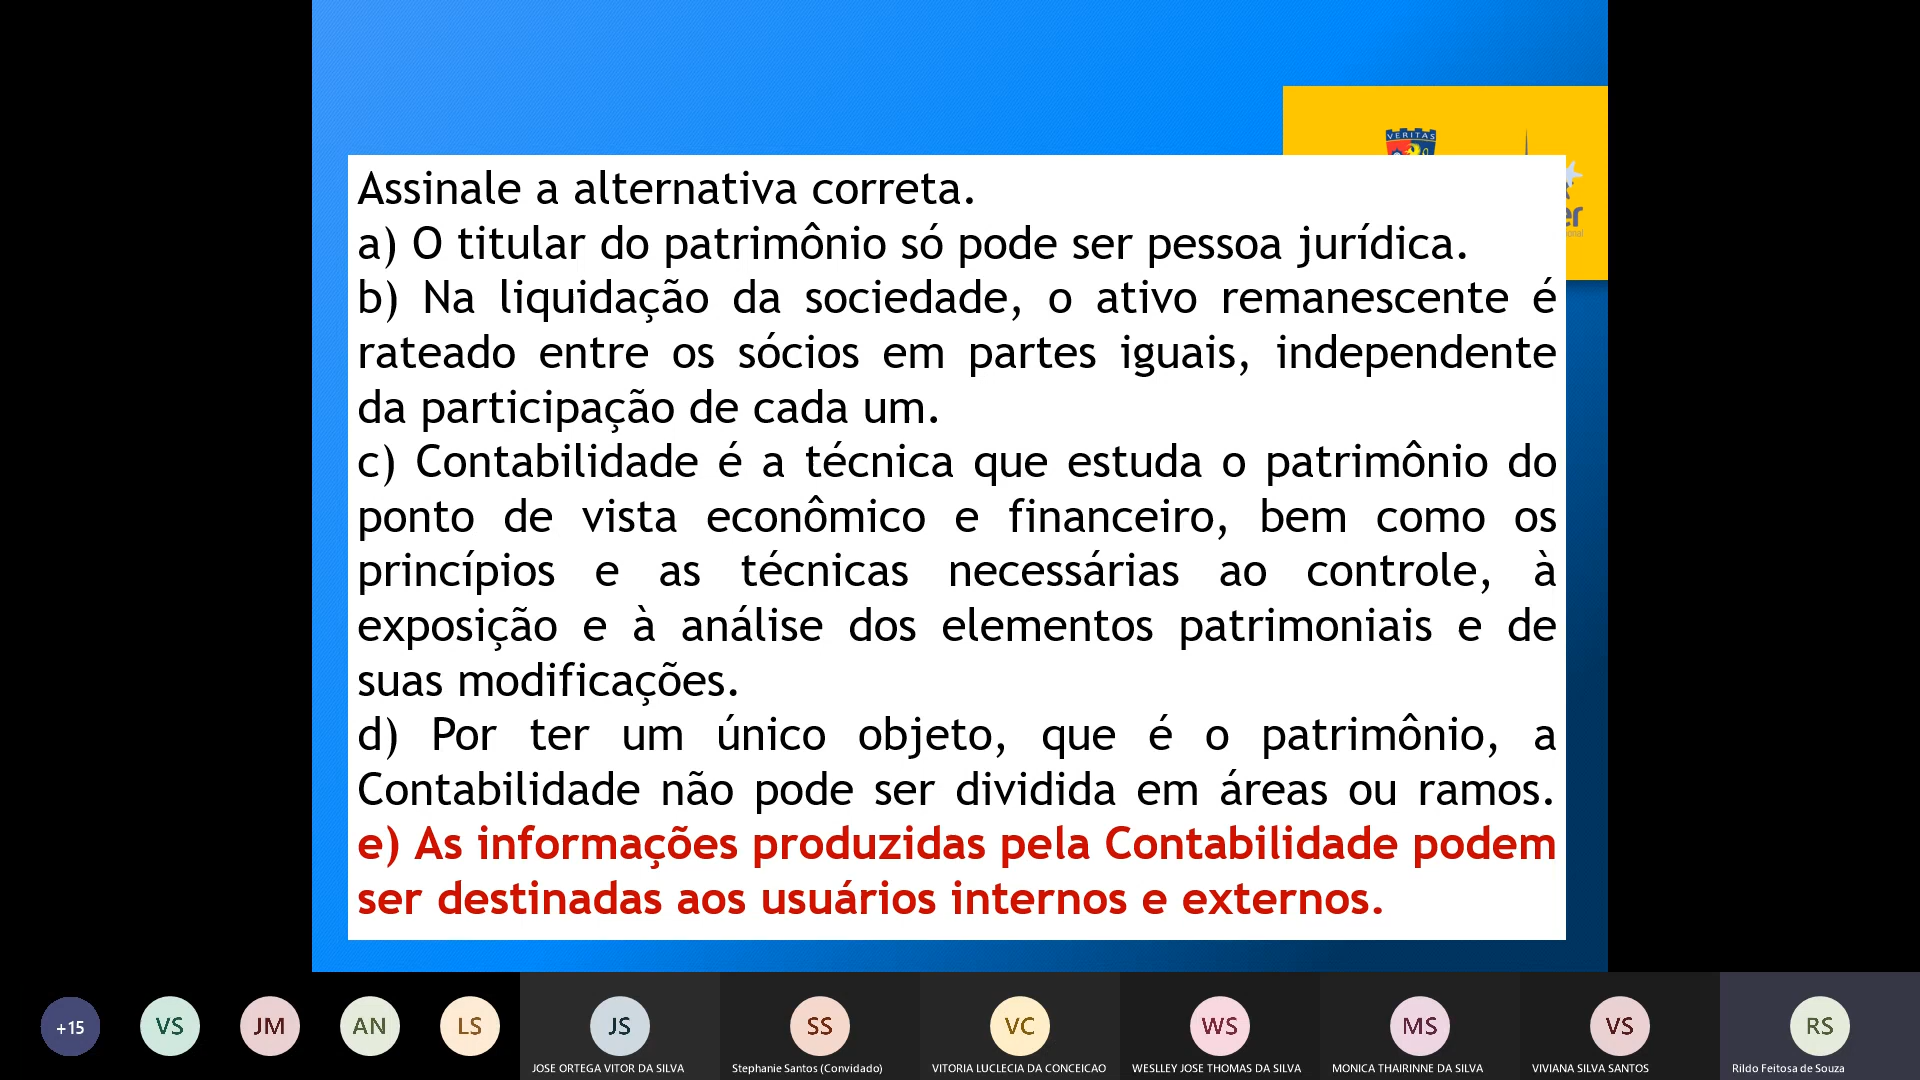 VERITAS
er
onal
Assinale a alternativa correta.
a) O titular do patrimônio só pode ser pessoa jurídica.
b) Na liquidação da sociedade, o ativo remanescente é
rateado entre os sócios em partes iguais, independente
da participação de cada um.
c) Contabilidade é a técnica que estuda o patrimônio do
ponto de vista econômico e financeiro, bem como os
princípios e as técnicas necessárias ao controle, à
exposição e à análise dos elementos patrimoniais e de
suas modificações.
d) Por ter um único objeto, que é o patrimônio, a
Contabilidade não pode ser dividida em áreas ou ramos.
e) As informações produzidas pela Contabilidade podem
ser destinadas aos usuários internos e externos.
+15 VS JM AN LS JS SS VC WS MS VS RS
JOSE ORTEGA VITOR DA SILVA Stephanie Santos (Convidado) VITORIA LUCLECIA DA CONCEICAO WESLLEY JOSE THOMAS DA SILVA MONICA THAIRINNE DA SILVA VIVIANA SILVA SANTOS Rildo Feitosa de Souza